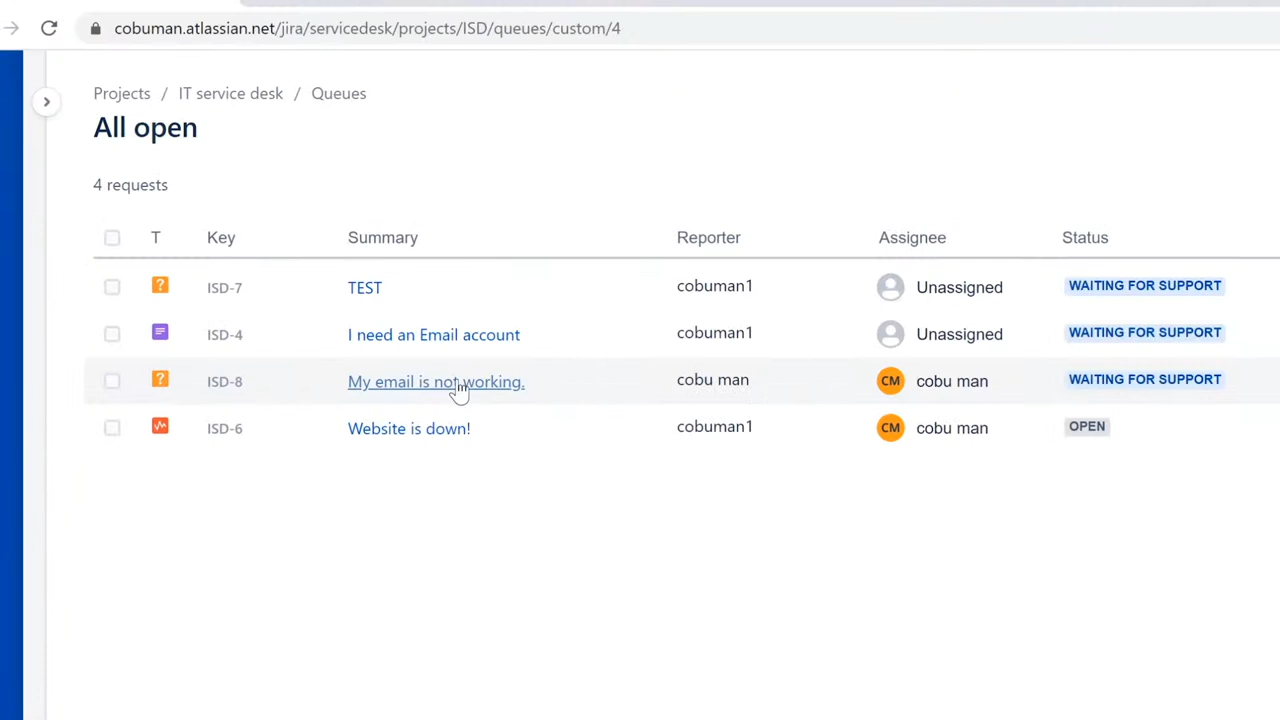 cobuman.atlassian.net/jira/servicedesk/projects/ISD/queues/custom/4
Projects / IT service desk / Queues
All open
4 requests
T Key Summary Reporter Assignee Status
? ISD-7 TEST cobuman1 Unassigned WAITING FOR SUPPORT
ISD-4 I need an Email account cobuman1 Unassigned WAITING FOR SUPPORT
? ISD-8 My email is not working. cobu man CM cobu man WAITING FOR SUPPORT
ISD-6 Website is down! cobuman1 CM cobu man OPEN